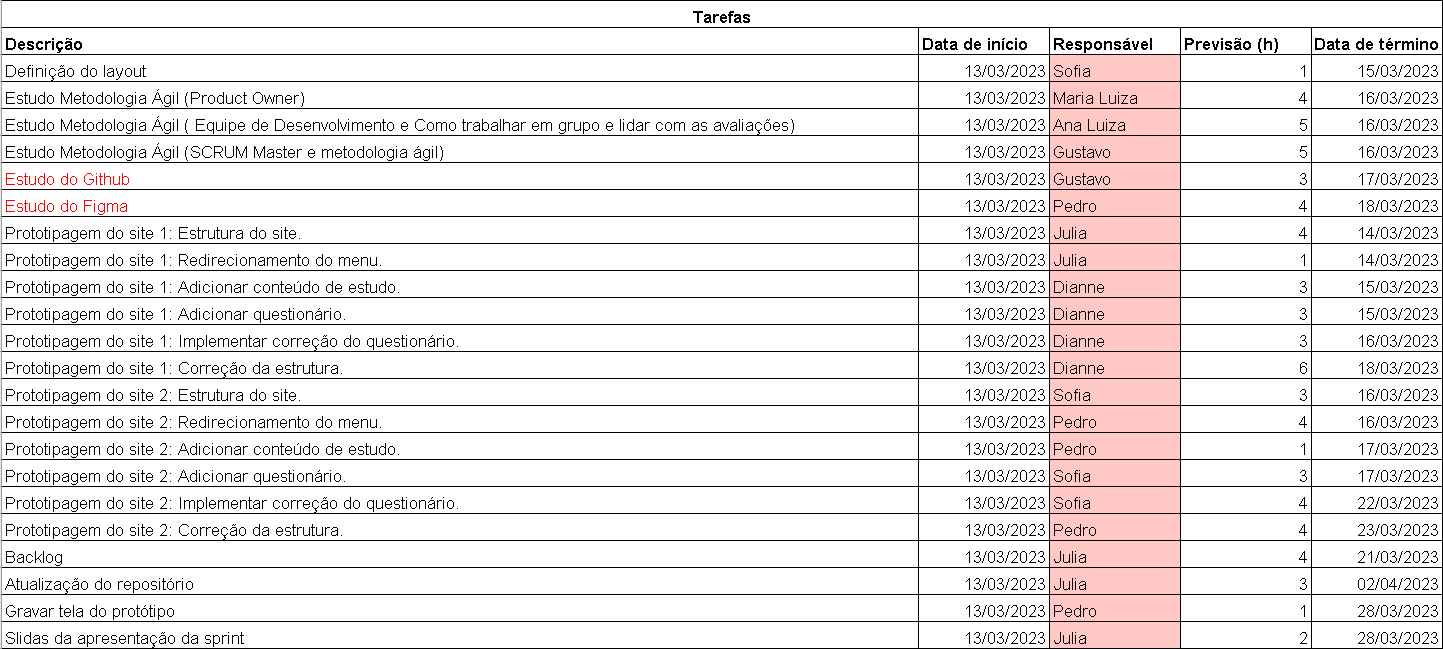 Tarefas
Descrição Data de início Responsável Previsão (h) Data de término
Definição do layout 13/03/2023 Sofia 1 15/03/2023
Estudo Metodologia Ágil (Product Owner) 13/03/2023 Maria Luiza 4 16/03/2023
Estudo Metodologia Ágil ( Equipe de Desenvolvimento e Como trabalhar em grupo e lidar com as avaliações) 13/03/2023 Ana Luiza 5 16/03/2023
Estudo Metodologia Ágil (SCRUM Master e metodologia ágil) 13/03/2023 Gustavo 5 16/03/2023
Estudo do Github 13/03/2023 Gustavo 3 17/03/2023
Estudo do Figma 13/03/2023 Pedro 4 18/03/2023
Prototipagem do site 1: Estrutura do site. 13/03/2023 Julia 4 14/03/2023
Prototipagem do site 1: Redirecionamento do menu. 13/03/2023 Julia 1 14/03/2023
Prototipagem do site 1: Adicionar conteúdo de estudo. 13/03/2023 Dianne 3 15/03/2023
Prototipagem do site 1: Adicionar questionário. 13/03/2023 Dianne 3 15/03/2023
Prototipagem do site 1: Implementar correção do questionário. 13/03/2023 Dianne 3 16/03/2023
Prototipagem do site 1: Correção da estrutura. 13/03/2023 Dianne 6 18/03/2023
Prototipagem do site 2: Estrutura do site. 13/03/2023 Sofia 3 16/03/2023
Prototipagem do site 2: Redirecionamento do menu. 13/03/2023 Pedro 4 16/03/2023
Prototipagem do site 2: Adicionar conteúdo de estudo. 13/03/2023 Pedro 1 17/03/2023
Prototipagem do site 2: Adicionar questionário. 13/03/2023 Sofia 3 17/03/2023
Prototipagem do site 2: Implementar correção do questionário. 13/03/2023 Sofia 4 22/03/2023
Prototipagem do site 2: Correção da estrutura. 13/03/2023 Pedro 4 23/03/2023
Backlog 13/03/2023 Julia 4 21/03/2023
Atualização do repositório 13/03/2023 Julia 3 02/04/2023
Gravar tela do protótipo 13/03/2023 Pedro 1 28/03/2023
Slidas da apresentação da sprint 13/03/2023 Julia 2 28/03/2023